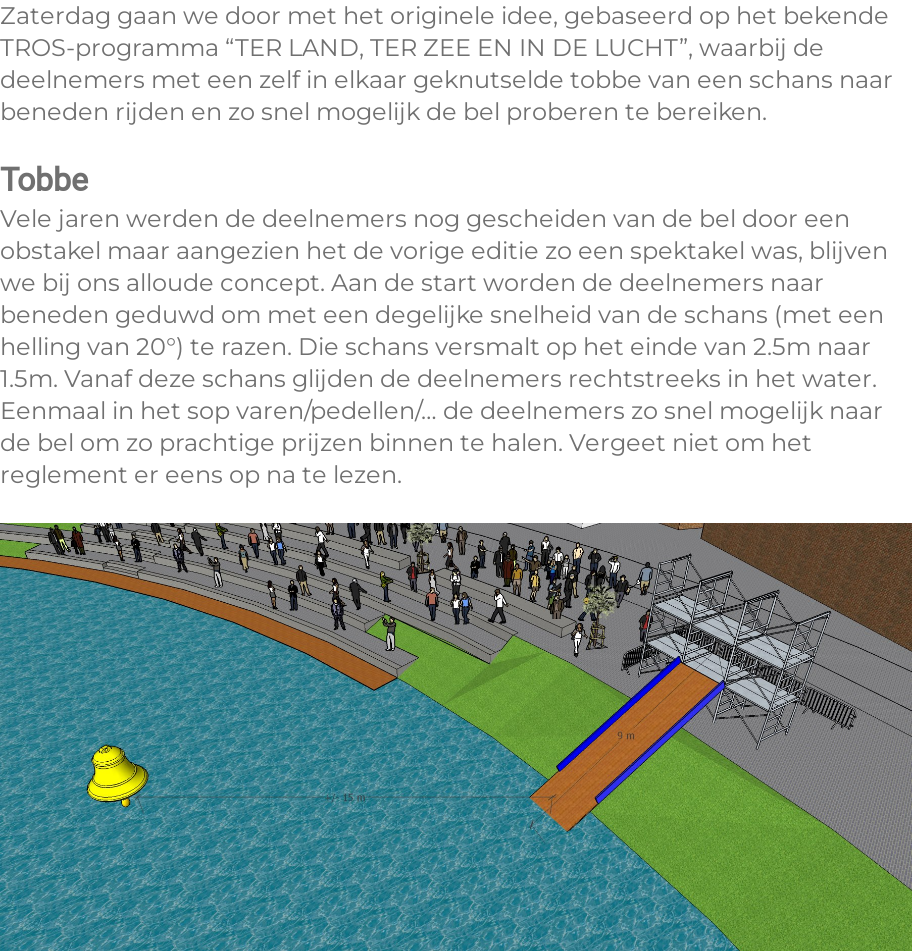 Zaterdag gaan we door met het originele idee, gebaseerd op het bekende
TROS-programma “TER LAND, TER ZEE EN IN DE LUCHT”, waarbij de
deelnemers met een zelf in elkaar geknutselde tobbe van een schans naar
beneden rijden en zo snel mogelijk de bel proberen te bereiken.
Tobbe
Vele jaren werden de deelnemers nog gescheiden van de bel door een
obstakel maar aangezien het de vorige editie zo een spektakel was, blijven
we bij ons alloude concept. Aan de start worden de deelnemers naar
beneden geduwd om met een degelijke snelheid van de schans (met een
helling van 20°) te razen. Die schans versmalt op het einde van 2.5m naar
1.5m. Vanaf deze schans glijden de deelnemers rechtstreeks in het water.
Eenmaal in het sop varen/pedellen/... de deelnemers zo snel mogelijk naar
de bel om zo prachtige prijzen binnen te halen. Vergeet niet om het
reglement er eens op na te lezen.
9 m
+/- 15 m